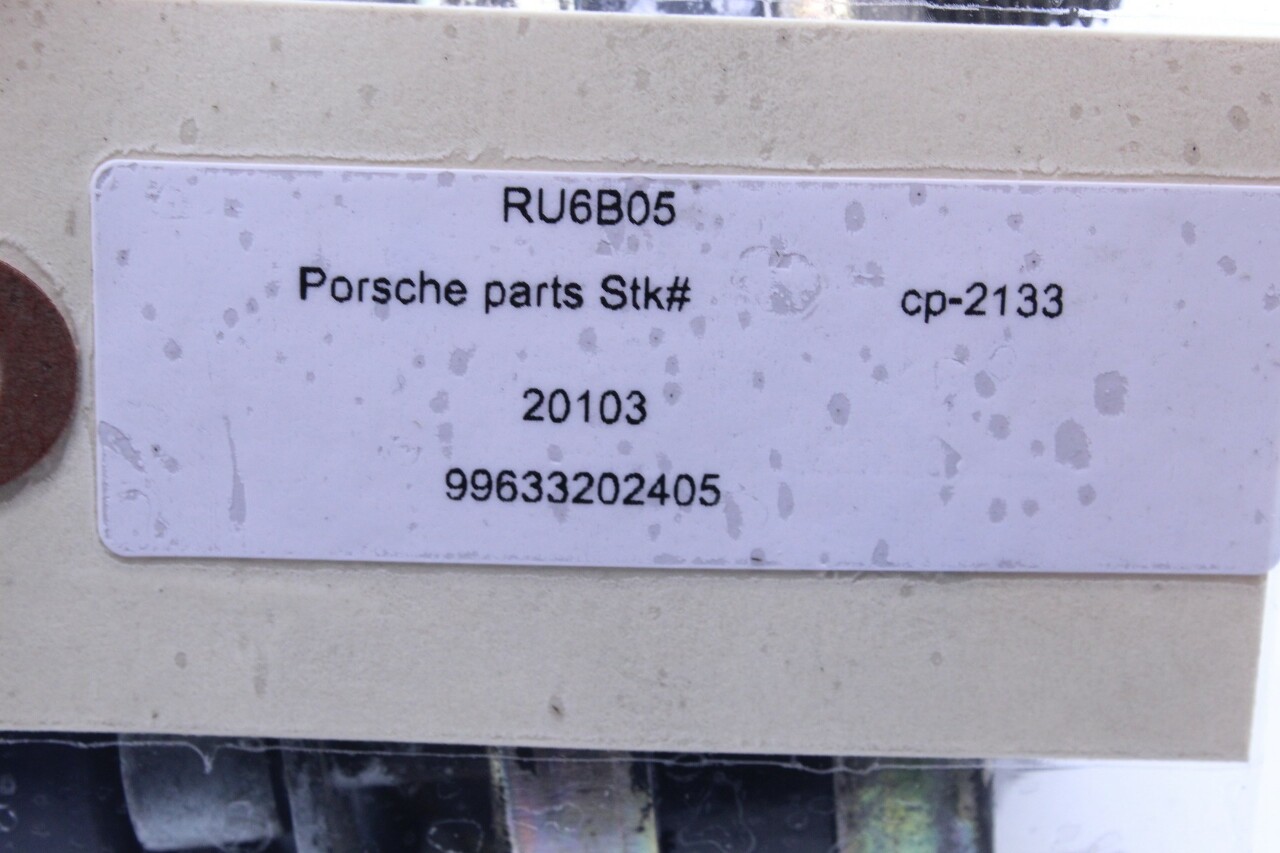 RU6B05
Porsche parts Stk# cp-2133
20103
99633202405